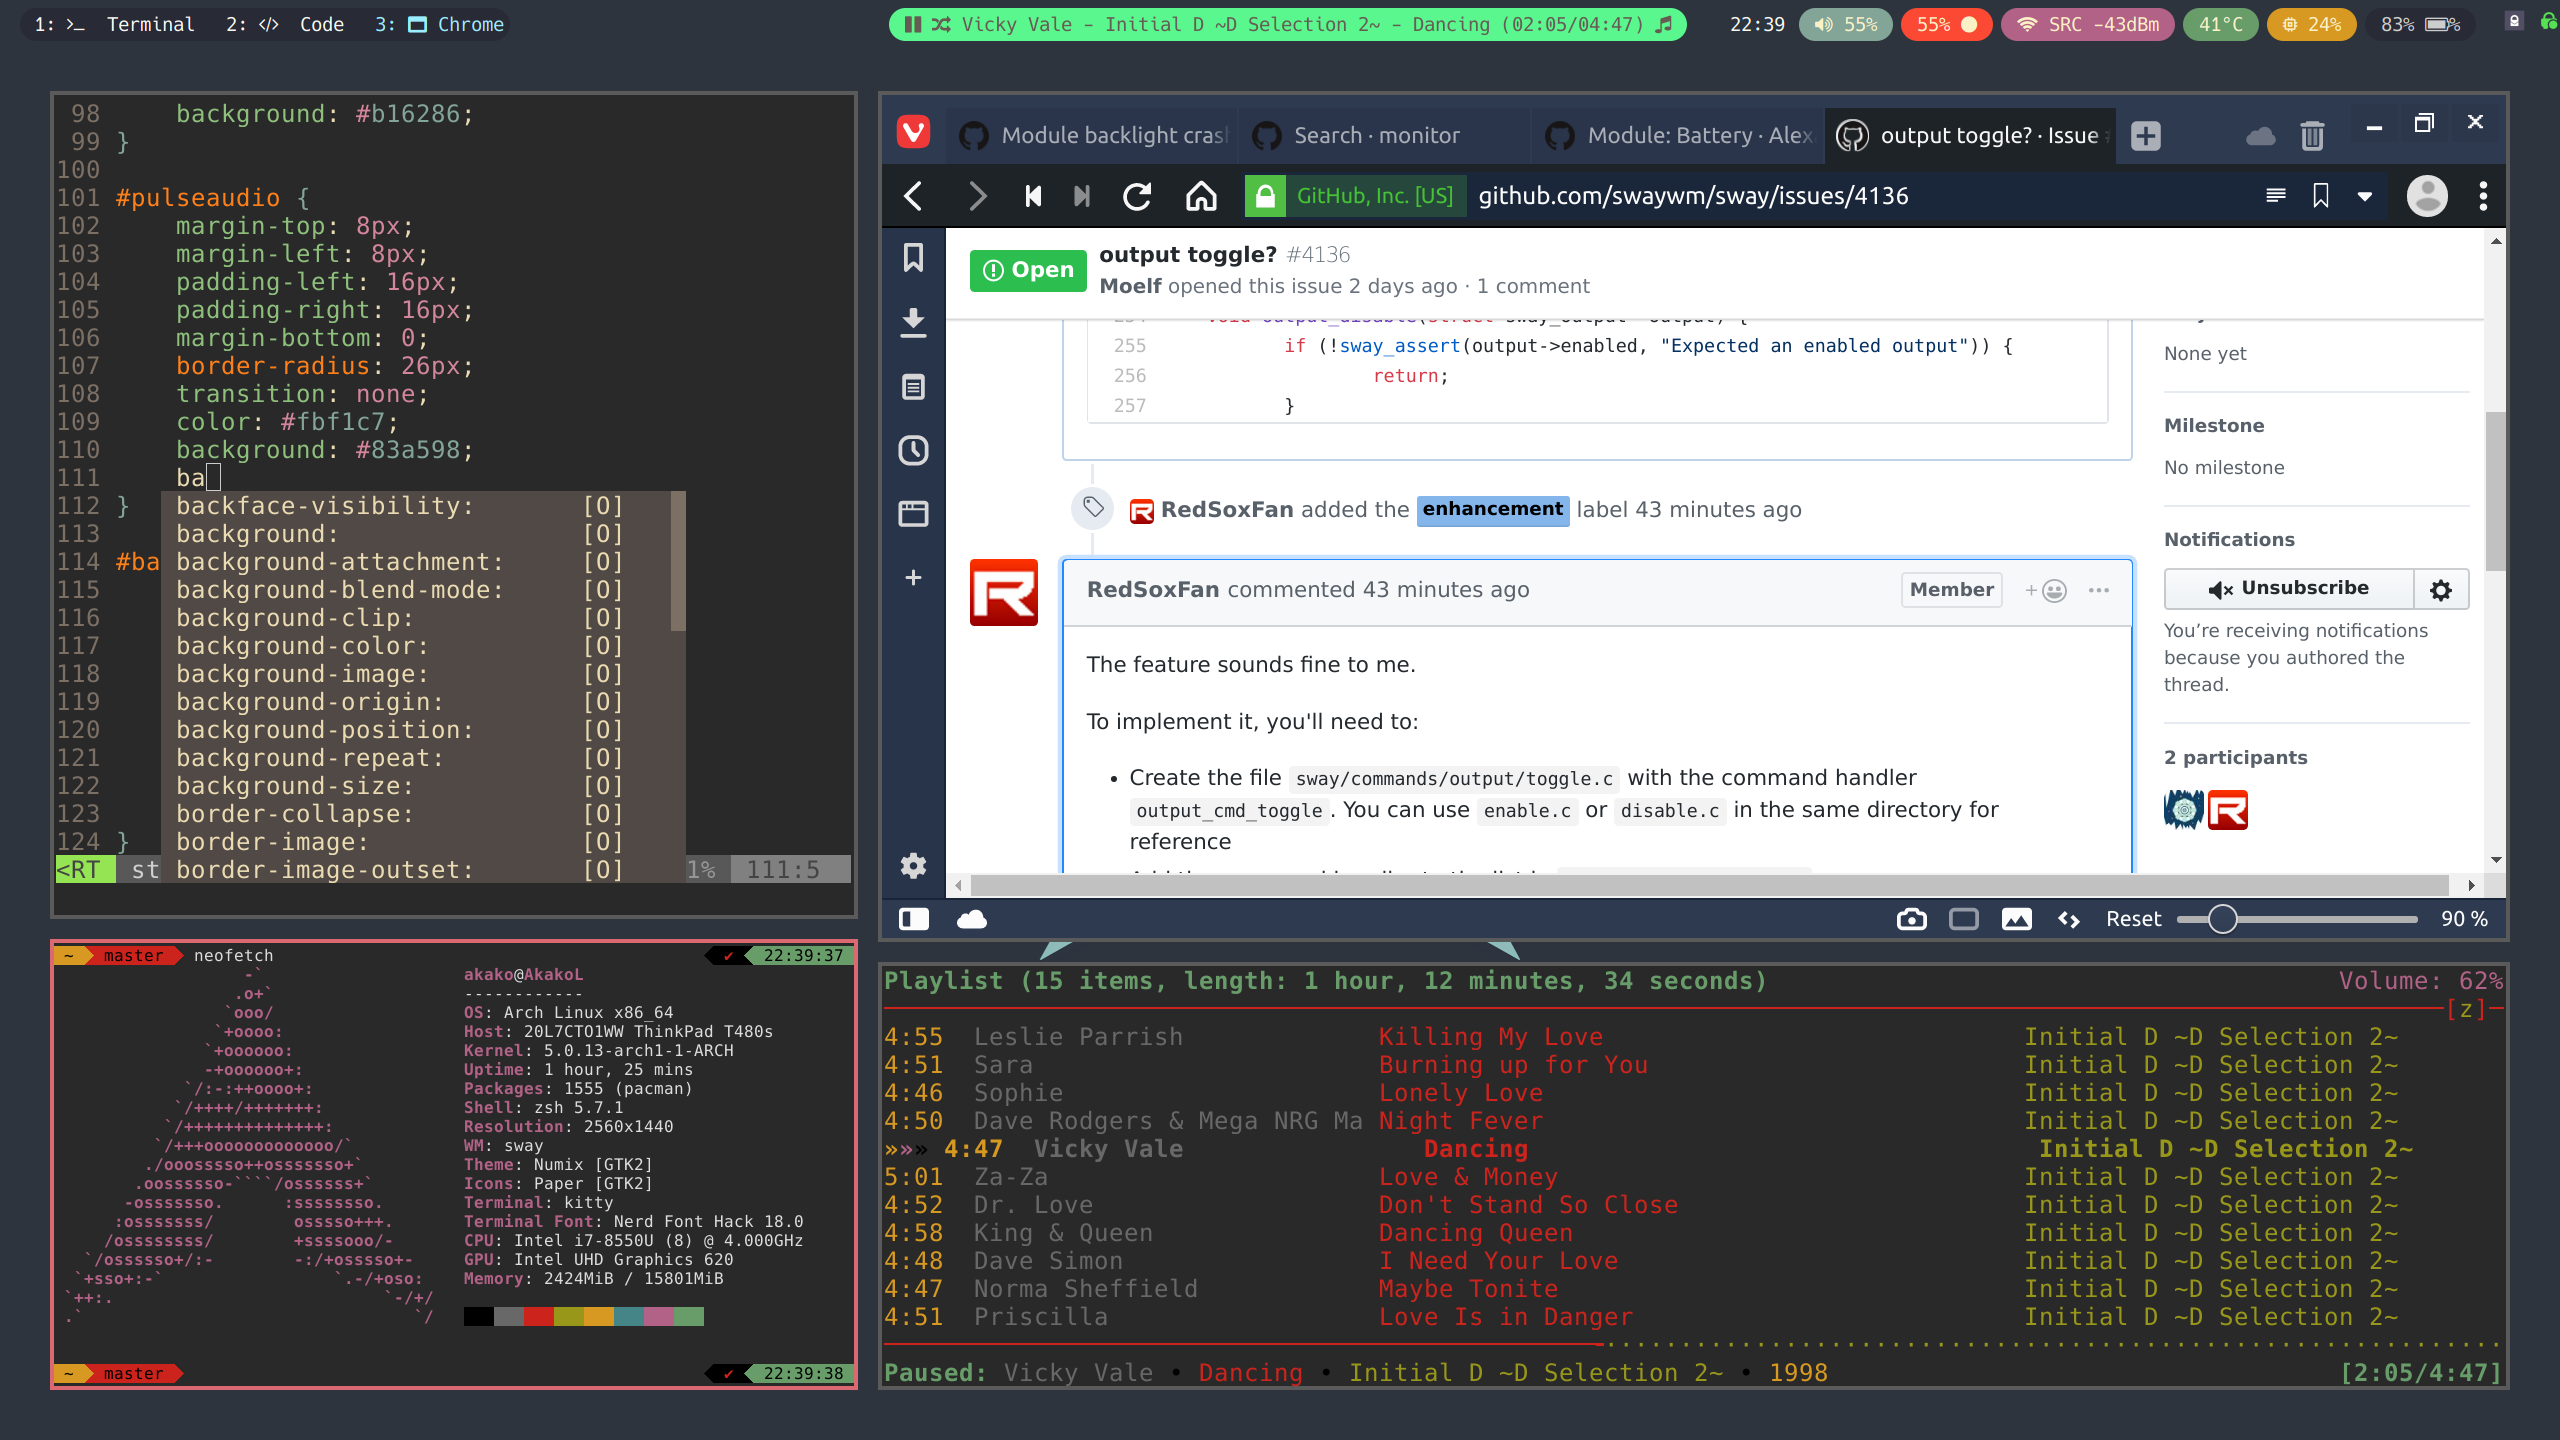 1: >_ Terminal 2: </> Code 3: Chrome
Vicky Vale - Initial D ~D Selection 2~ - Dancing (02:05/04:47)
22:39 55% 55% SRC -43dBm 41°C 24% 83% %
98 background: #b16286;
99 }
100
101 #pulseaudio {
102 margin-top: 8px;
103 margin-left: 8px;
104 padding-left: 16px;
105 padding-right: 16px;
106 margin-bottom: 0;
107 border-radius: 26px;
108 transition: none;
109 color: #fbf1c7;
110 background: #83a598;
111 ba
112 } backface-visibility: [O]
113 background: [O]
114 #ba background-attachment: [O]
115 background-blend-mode: [O]
116 background-clip: [O]
117 background-color: [O]
118 background-image: [O]
119 background-origin: [O]
120 background-position: [O]
121 background-repeat: [O]
122 background-size: [O]
123 border-collapse: [O]
124 } border-image: [O]
<RT st border-image-outset: [O] 1% 111:5
Module backlight cras
Search · monitor
Module: Battery · Alex
output toggle? · Issue
GitHub, Inc. [US] github.com/swaywm/sway/issues/4136
Open
output toggle? #4136
Moelf opened this issue 2 days ago · 1 comment
void output_disable(struct sway_output *output) {
255 if (!sway_assert(output->enabled, "Expected an enabled output")) {
256 return;
257 }
RedSoxFan added the enhancement label 43 minutes ago
RedSoxFan commented 43 minutes ago
Member
The feature sounds fine to me.
To implement it, you'll need to:
• Create the file sway/commands/output/toggle.c with the command handler
output_cmd_toggle. You can use enable.c or disable.c in the same directory for
reference
None yet
Milestone
No milestone
Notifications
Unsubscribe
You’re receiving notifications
because you authored the
thread.
2 participants
Reset 90 %
~ master neofetch ✔ 22:39:37
akako@AkakoL
------------
OS: Arch Linux x86_64
Host: 20L7CTO1WW ThinkPad T480s
Kernel: 5.0.13-arch1-1-ARCH
Uptime: 1 hour, 25 mins
Packages: 1555 (pacman)
Shell: zsh 5.7.1
Resolution: 2560x1440
WM: sway
Theme: Numix [GTK2]
Icons: Paper [GTK2]
Terminal: kitty
Terminal Font: Nerd Font Hack 18.0
CPU: Intel i7-8550U (8) @ 4.000GHz
GPU: Intel UHD Graphics 620
Memory: 2424MiB / 15801MiB
~ master ✔ 22:39:38
Playlist (15 items, length: 1 hour, 12 minutes, 34 seconds) Volume: 62%
[z]
4:55 Leslie Parrish Killing My Love Initial D ~D Selection 2~
4:51 Sara Burning up for You Initial D ~D Selection 2~
4:46 Sophie Lonely Love Initial D ~D Selection 2~
4:50 Dave Rodgers & Mega NRG Ma Night Fever Initial D ~D Selection 2~
»»» 4:47 Vicky Vale Dancing Initial D ~D Selection 2~
5:01 Za-Za Love & Money Initial D ~D Selection 2~
4:52 Dr. Love Don't Stand So Close Initial D ~D Selection 2~
4:58 King & Queen Dancing Queen Initial D ~D Selection 2~
4:48 Dave Simon I Need Your Love Initial D ~D Selection 2~
4:47 Norma Sheffield Maybe Tonite Initial D ~D Selection 2~
4:51 Priscilla Love Is in Danger Initial D ~D Selection 2~
Paused: Vicky Vale • Dancing • Initial D ~D Selection 2~ • 1998 [2:05/4:47]